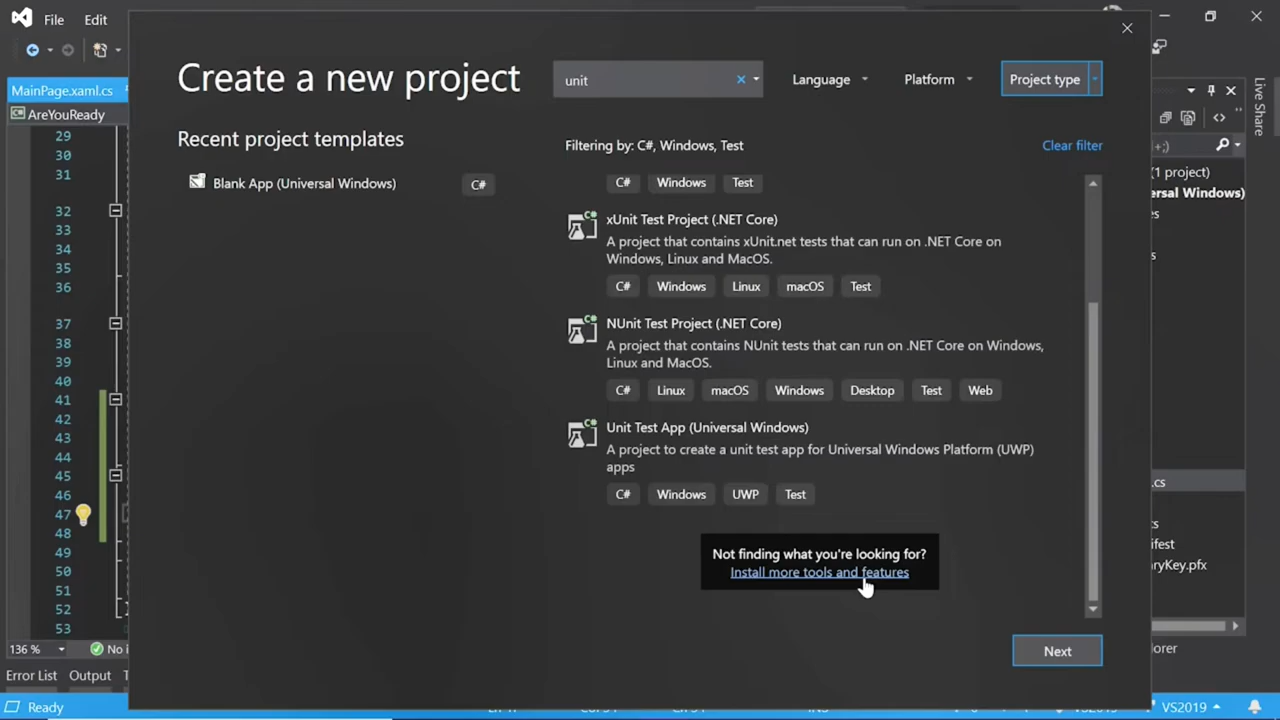 File Edit
MainPage.xaml.cs
AreYouReady
29
30
31
32
33
34
35
36
37
38
39
40
41
42
43
44
45
46
47
48
49
50
51
52
53
136 %
Error List Output
Ready
Create a new project
unit
Language
Platform
Project type
Recent project templates
Blank App (Universal Windows)
C#
Filtering by: C#, Windows, Test
Clear filter
C# Windows Test
xUnit Test Project (.NET Core)
A project that contains xUnit.net tests that can run on .NET Core on
Windows, Linux and MacOS.
C# Windows Linux macOS Test
NUnit Test Project (.NET Core)
A project that contains NUnit tests that can run on .NET Core on Windows,
Linux and MacOS.
C# Linux macOS Windows Desktop Test Web
Unit Test App (Universal Windows)
A project to create a unit test app for Universal Windows Platform (UWP)
apps
C# Windows UWP Test
Not finding what you're looking for?
Install more tools and features
Next
Live Share
(1 project)
VS2019